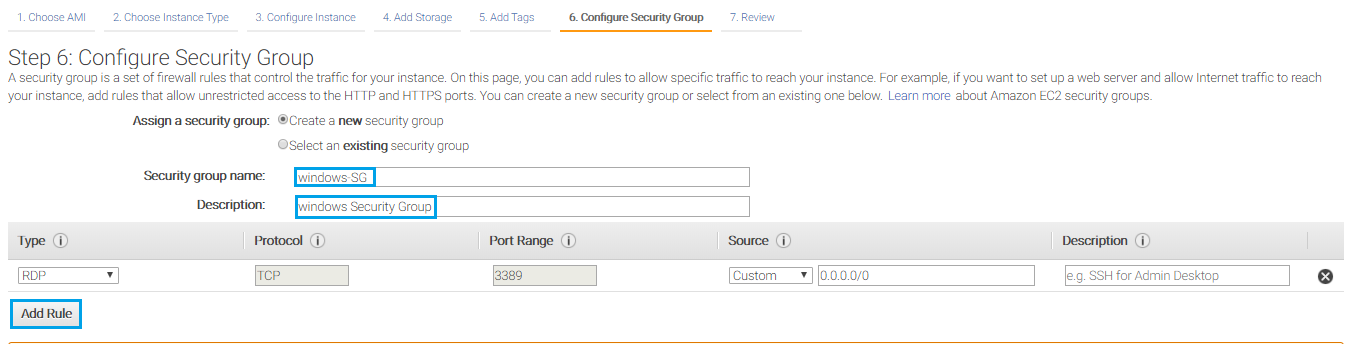 1. Choose AMI 2. Choose Instance Type 3. Configure Instance 4. Add Storage 5. Add Tags 6. Configure Security Group 7. Review
Step 6: Configure Security Group
A security group is a set of firewall rules that control the traffic for your instance. On this page, you can add rules to allow specific traffic to reach your instance. For example, if you want to set up a web server and allow Internet traffic to reach
your instance, add rules that allow unrestricted access to the HTTP and HTTPS ports. You can create a new security group or select from an existing one below. Learn more about Amazon EC2 security groups.
Assign a security group: Create a new security group
Select an existing security group
Security group name: windows-SG
Description: windows Security Group
Type i Protocol i Port Range i Source i Description i
RDP TCP 3389 Custom 0.0.0.0/0 e.g. SSH for Admin Desktop
Add Rule